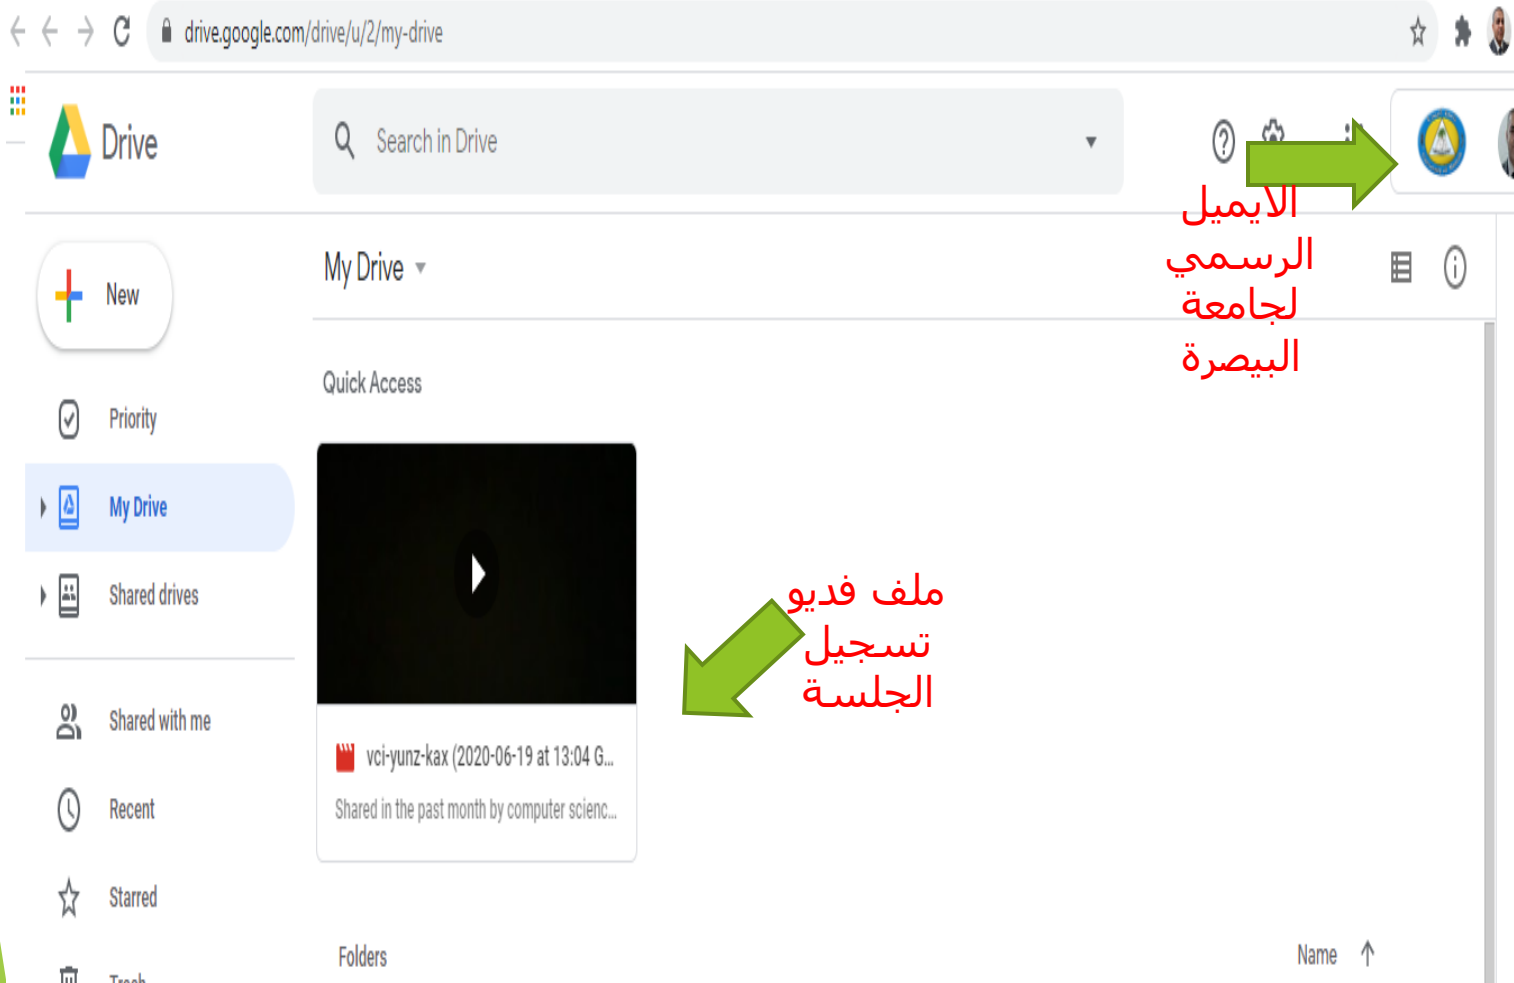 drive.google.com/drive/u/2/my-drive
Drive
Search in Drive
الايميل
الرسمي
لجامعة
البيصرة
New
My Drive
Quick Access
Priority
My Drive
Shared drives
ملف فديو
تسجيل
الجلسة
Shared with me
vci-yunz-kax (2020-06-19 at 13:04 G...
Recent
Shared in the past month by computer scienc...
Starred
Folders
Name
Trash